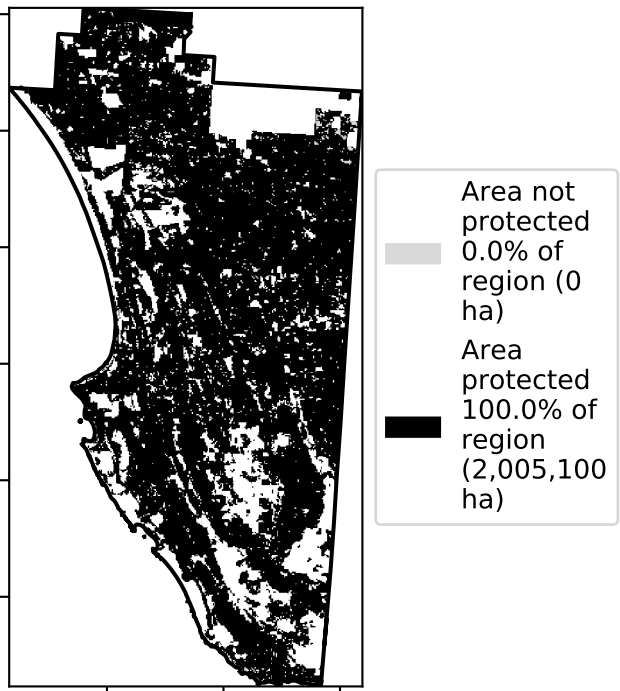 Area not
protected
0.0% of
region (0
ha)
Area
protected
100.0% of
region
(2,005,100
ha)